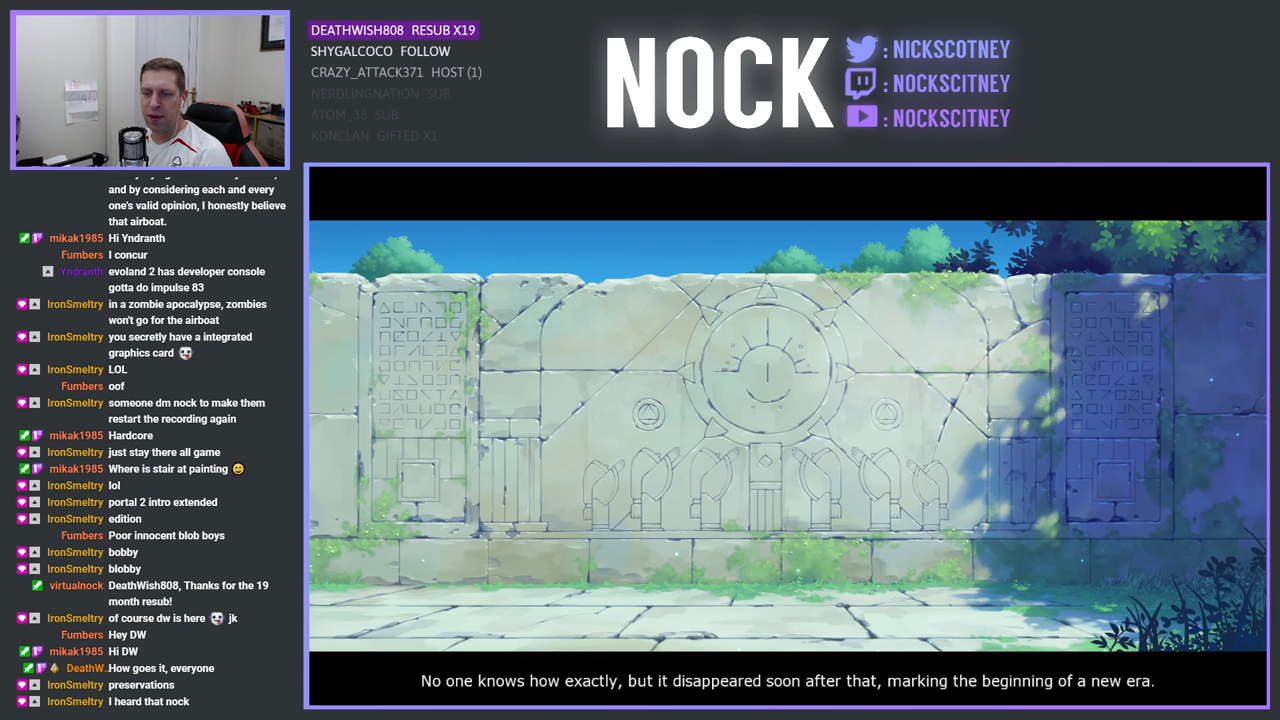 DEATHWISH808 RESUB X19
SHYGALCOCO FOLLOW
CRAZY_ATTACK371 HOST (1)
NERDLINGNATION SUB
ATOM_38 SUB
KONCLAN GIFTED X1
NOCK
: NICKSCOTNEY
: NOCKSCITNEY
: NOCKSCITNEY
and by considering each and every
one's valid opinion, I honestly believe
that airboat.
mikak1985 Hi Yndranth
Fumbers I concur
Yndranth evoland 2 has developer console
gotta do impulse 83
IronSmeltry in a zombie apocalypse, zombies
won't go for the airboat
IronSmeltry you secretly have a integrated
graphics card
IronSmeltry LOL
Fumbers oof
IronSmeltry someone dm nock to make them
restart the recording again
mikak1985 Hardcore
IronSmeltry just stay there all game
mikak1985 Where is stair at painting
IronSmeltry lol
IronSmeltry portal 2 intro extended
IronSmeltry edition
Fumbers Poor innocent blob boys
IronSmeltry bobby
IronSmeltry blobby
virtualnock DeathWish808, Thanks for the 19
month resub!
IronSmeltry of course dw is here jk
Fumbers Hey DW
mikak1985 Hi DW
DeathW.. How goes it, everyone
IronSmeltry preservations
IronSmeltry I heard that nock
No one knows how exactly, but it disappeared soon after that, marking the beginning of a new era.